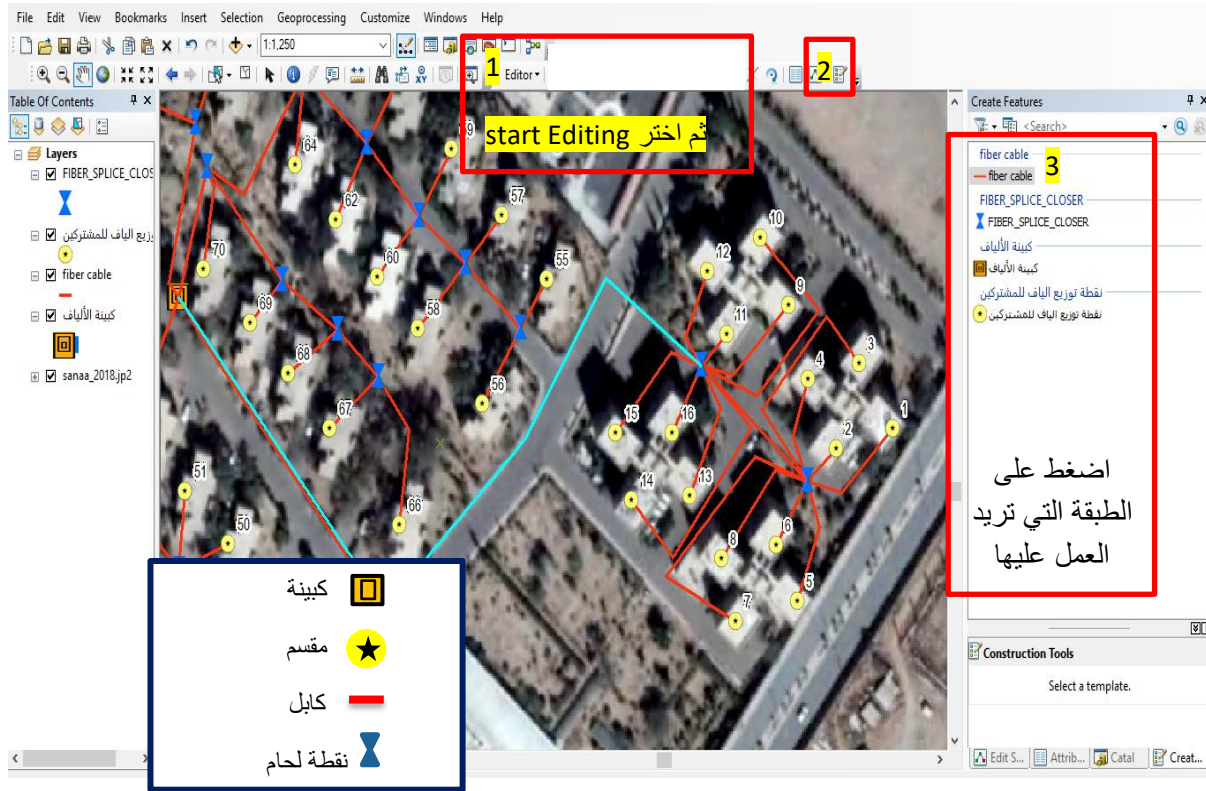 File Edit View Bookmarks Insert Selection Geoprocessing Customize Windows Help
1:1,250
1 Editor 2
Table Of Contents
Layers
FIBER_SPLICE_CLOS
وزيع الياف للمشتركين
fiber cable
كبينة الألياف
sanaa_2018.jp2
ثم اختر start Editing
Create Features
<Search>
fiber cable
fiber cable 3
FIBER_SPLICE_CLOSER
FIBER_SPLICE_CLOSER
كبينة الألياف
كبينة الألياف
نقطة توزيع الياف للمشتركين
نقطة توزيع الياف للمشتركين
اضغط على
الطبقة التي تريد
العمل عليها
Construction Tools
Select a template.
Edit S... Attrib... Catal Creat...
64
59
62
57
10
70
60
12
55
9
69
58
11
3
68
4
56
67
15
16
1
2
51
14
13
66
50
8
6
7
5
كبينة
مقسم
كابل
نقطة لحام